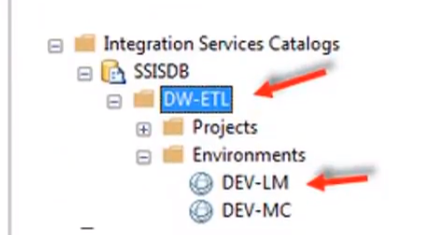 Integration Services Catalogs
SSISDB
DW-ETL
Projects
Environments
DEV-LM
DEV-MC